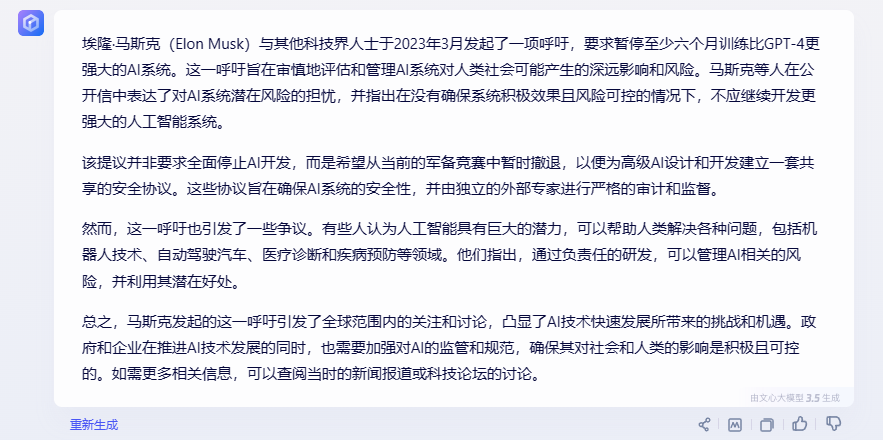 埃隆·马斯克（Elon Musk）与其他科技界人士于2023年3月发起了一项呼吁，要求暂停至少六个月训练比GPT-4更
强大的AI系统。这一呼吁旨在审慎地评估和管理AI系统对人类社会可能产生的深远影响和风险。马斯克等人在公
开信中表达了对AI系统潜在风险的担忧，并指出在没有确保系统积极效果且风险可控的情况下，不应继续开发更
强大的人工智能系统。
该提议并非要求全面停止AI开发，而是希望从当前的军备竞赛中暂时撤退，以便为高级AI设计和开发建立一套共
享的安全协议。这些协议旨在确保AI系统的安全性，并由独立的外部专家进行严格的审计和监督。
然而，这一呼吁也引发了一些争议。有些人认为人工智能具有巨大的潜力，可以帮助人类解决各种问题，包括机
器人技术、自动驾驶汽车、医疗诊断和疾病预防等领域。他们指出，通过负责任的研发，可以管理AI相关的风
险，并利用其潜在好处。
总之，马斯克发起的这一呼吁引发了全球范围内的关注和讨论，凸显了AI技术快速发展所带来的挑战和机遇。政
府和企业在推进AI技术发展的同时，也需要加强对AI的监管和规范，确保其对社会和人类的影响是积极且可控
的。如需更多相关信息，可以查阅当时的新闻报道或科技论坛的讨论。
由文心大模型 3.5 生成
重新生成